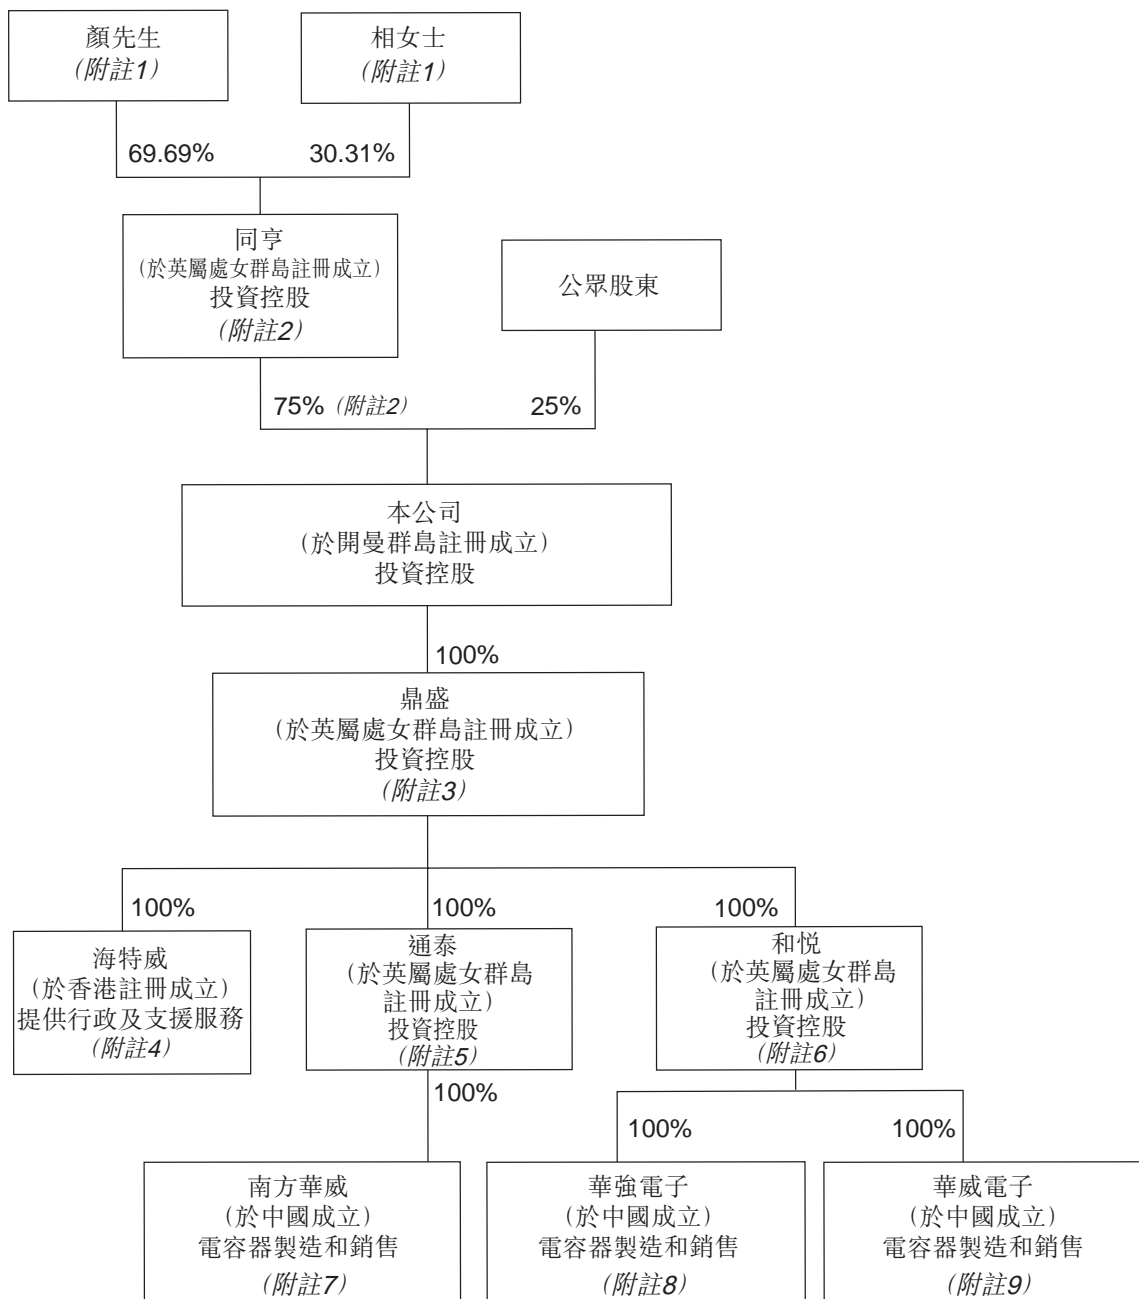 顏先生
(附註1)
相女士
(附註1)
69.69%
30.31%
同亨
(於英屬處女群島註冊成立)
投資控股
(附註2)
公眾股東
75% (附註2)
25%
本公司
(於開曼群島註冊成立)
投資控股
100%
鼎盛
(於英屬處女群島註冊成立)
投資控股
(附註3)
100%
100%
100%
海特威
(於香港註冊成立)
提供行政及支援服務
(附註4)
通泰
(於英屬處女群島
註冊成立)
投資控股
(附註5)
和悅
(於英屬處女群島
註冊成立)
投資控股
(附註6)
100%
100%
100%
南方華威
(於中國成立)
電容器製造和銷售
(附註7)
華強電子
(於中國成立)
電容器製造和銷售
(附註8)
華威電子
(於中國成立)
電容器製造和銷售
(附註9)